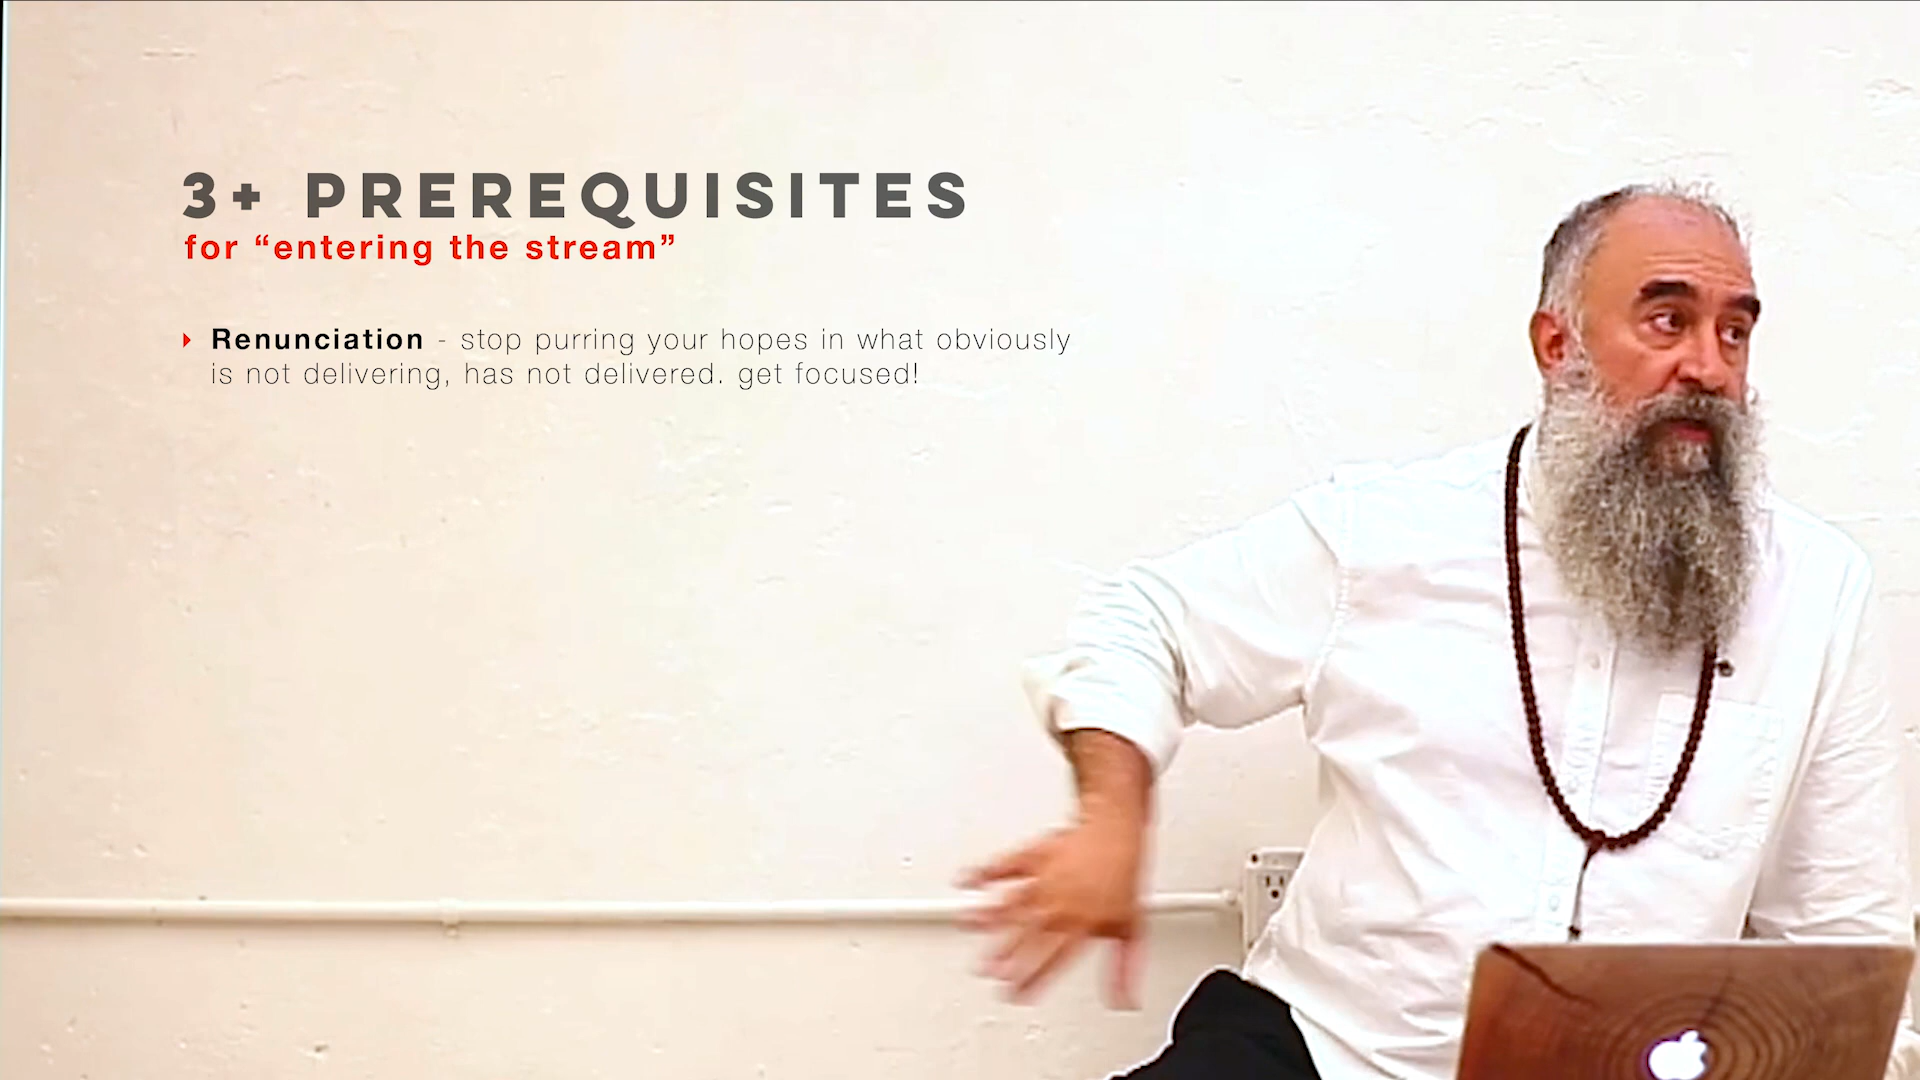 3+ PREREQUISITES
for “entering the stream”
Renunciation - stop purring your hopes in what obviously
is not delivering, has not delivered. get focused!